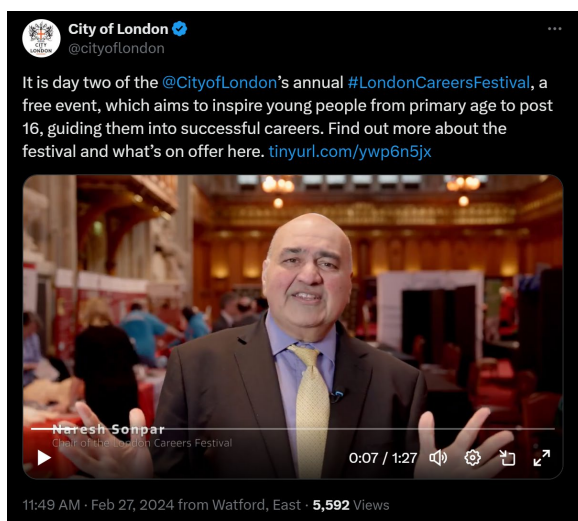 City of London
@cityoflondon
CITY
OF
LONDON
It is day two of the @CityofLondon’s annual #LondonCareersFestival, a
free event, which aims to inspire young people from primary age to post
16, guiding them into successful careers. Find out more about the
festival and what’s on offer here. tinyurl.com/ywp6n5jx
Naresh Sonpar
Chair of the London Careers Festival
0:07 / 1:27
11:49 AM · Feb 27, 2024 from Watford, East · 5,592 Views